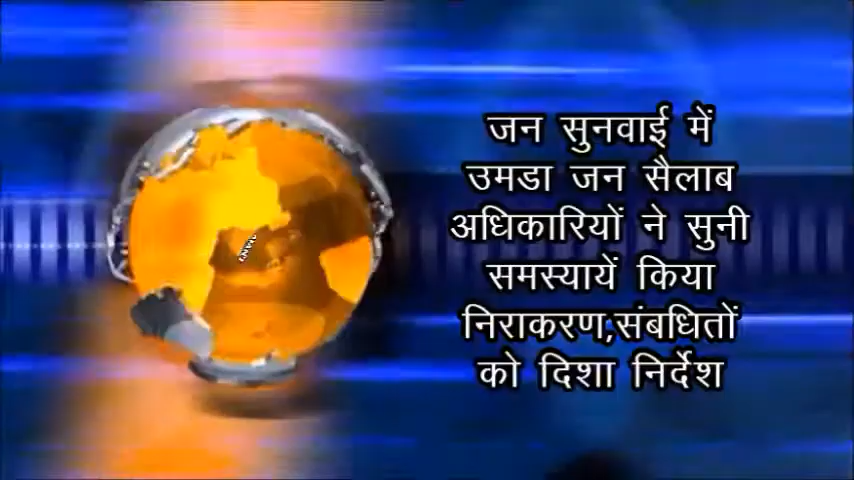 जन सुनवाई में
उमडा जन सैलाब
अधिकारियों ने सुनी
समस्यायें किया
निराकरण,संबधितों
को दिशा निर्देश